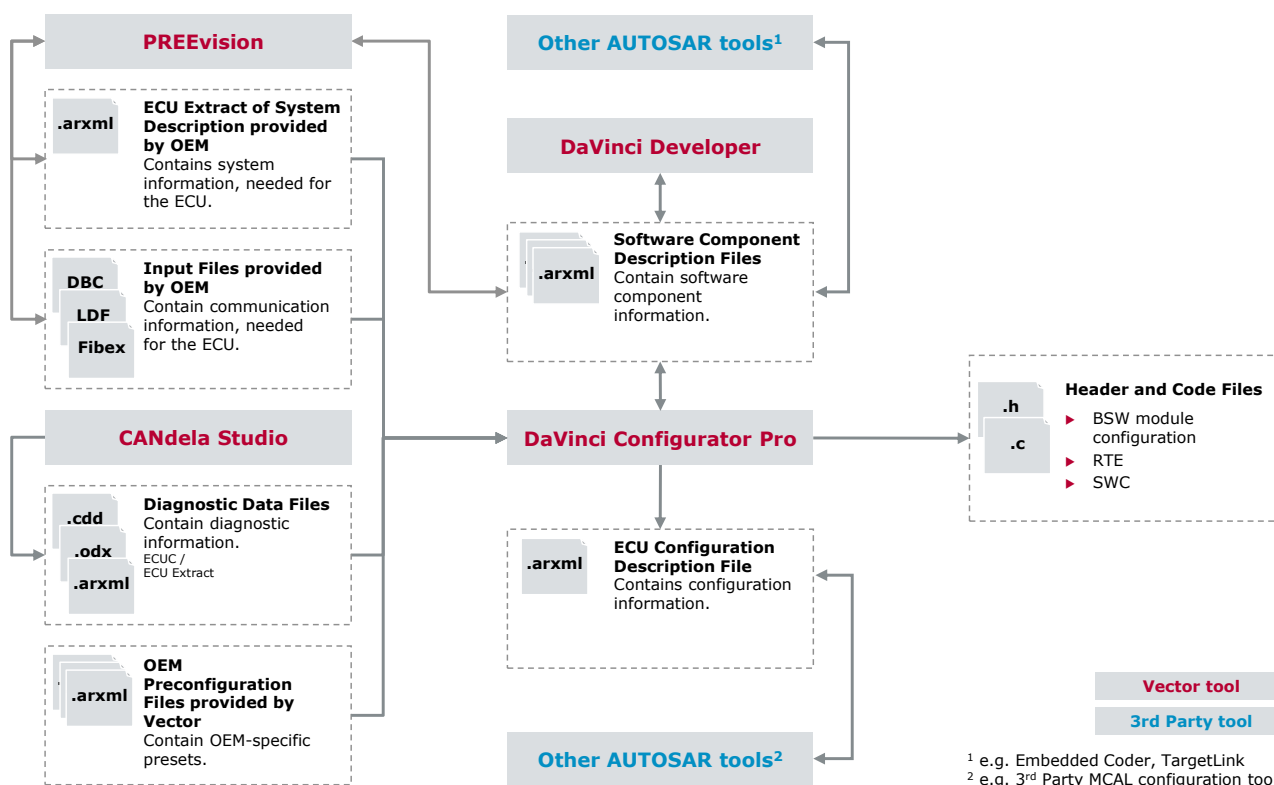 PREEvision
.arxml
ECU Extract of System
Description provided
by OEM
Contains system
information, needed for
the ECU.
DBC
LDF
Fibex
Input Files provided
by OEM
Contain communication
information, needed
for the ECU.
CANdela Studio
.cdd
.odx
.arxml
Diagnostic Data Files
Contain diagnostic
information.
ECUC /
ECU Extract
.arxml
OEM
Preconfiguration
Files provided by
Vector
Contain OEM-specific
presets.
Other AUTOSAR tools¹
DaVinci Developer
.arxml
Software Component
Description Files
Contain software
component
information.
DaVinci Configurator Pro
.arxml
ECU Configuration
Description File
Contains configuration
information.
Other AUTOSAR tools²
.h
.c
Header and Code Files
BSW module
configuration
RTE
SWC
Vector tool
3rd Party tool
¹ e.g. Embedded Coder, TargetLink
² e.g. 3rd Party MCAL configuration too